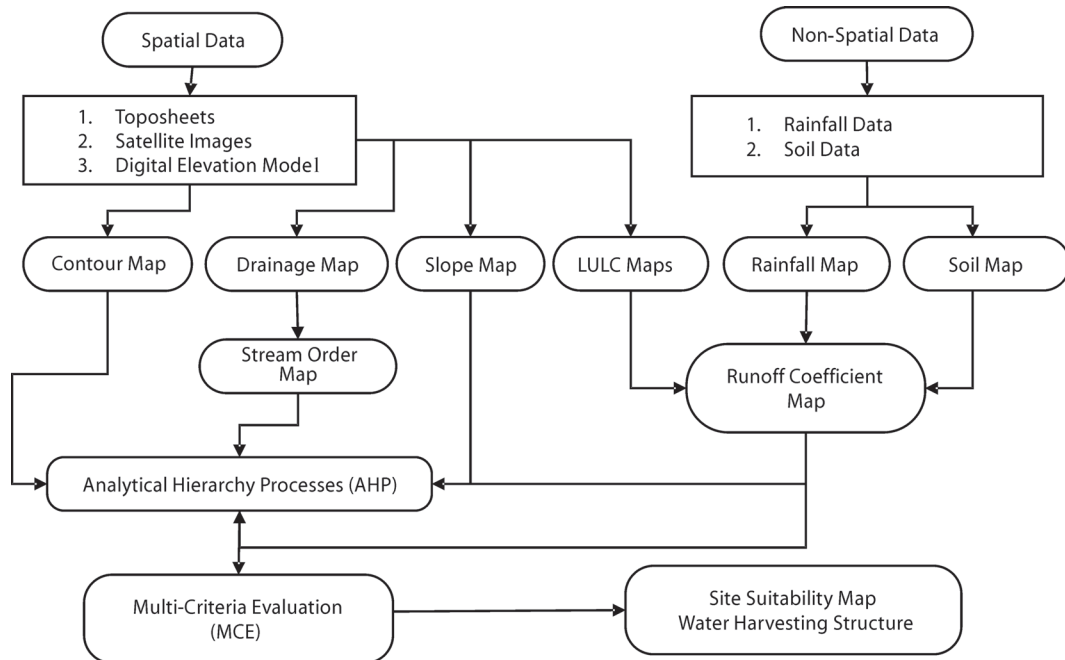 Spatial Data
Non-Spatial Data
1. Toposheets
2. Satellite Images
3. Digital Elevation Model
1. Rainfall Data
2. Soil Data
Contour Map
Drainage Map
Slope Map
LULC Maps
Rainfall Map
Soil Map
Stream Order
Map
Runoff Coefficient
Map
Analytical Hierarchy Processes (AHP)
Multi-Criteria Evaluation
(MCE)
Site Suitability Map
Water Harvesting Structure